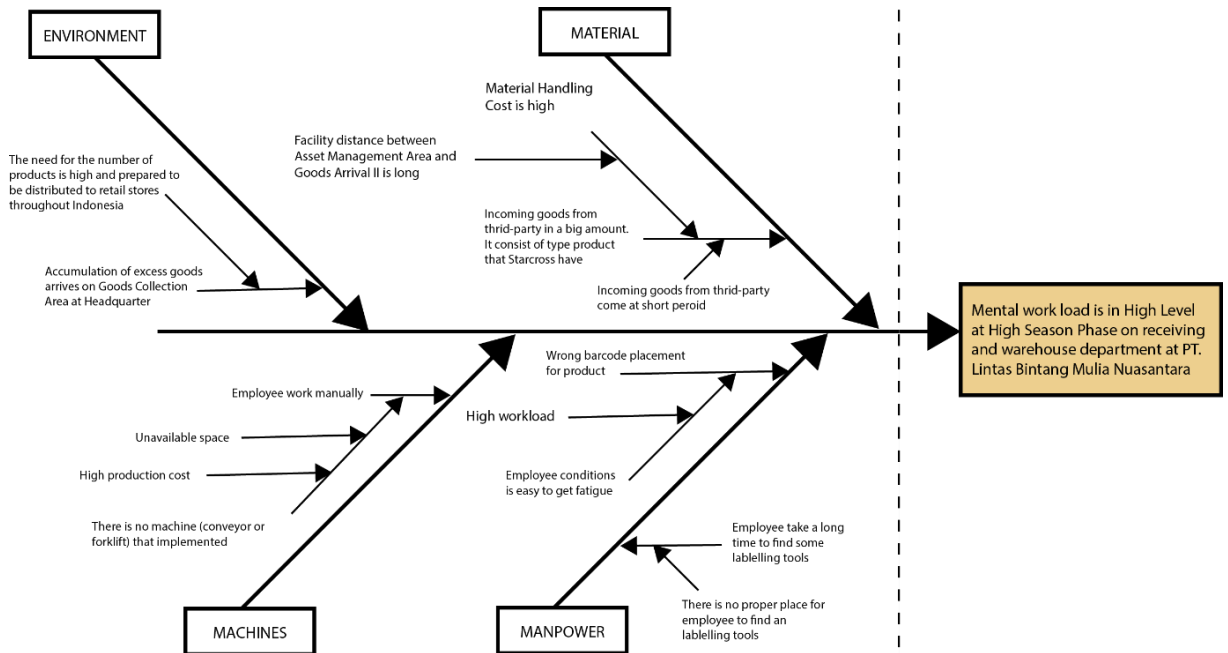 ENVIRONMENT
MATERIAL
Material Handling
Cost is high
Facility distance between
Asset Management Area and
Goods Arrival II is long
The need for the number of
products is high and prepared to
be distributed to retail stores
throughout Indonesia
Incoming goods from
thrid-party in a big amount.
It consist of type product
that Starcross have
Accumulation of excess goods
arrives on Goods Collection
Area at Headquarter
Incoming goods from thrid-party
come at short peroid
Mental work load is in High Level
at High Season Phase on receiving
and warehouse department at PT.
Lintas Bintang Mulia Nuasantara
Wrong barcode placement
for product
Employee work manually
High workload
Unavailable space
High production cost
Employee conditions
is easy to get fatigue
There is no machine (conveyor or
forklift) that implemented
Employee take a long
time to find some
lablelling tools
There is no proper place for
employee to find an
lablelling tools
MACHINES
MANPOWER